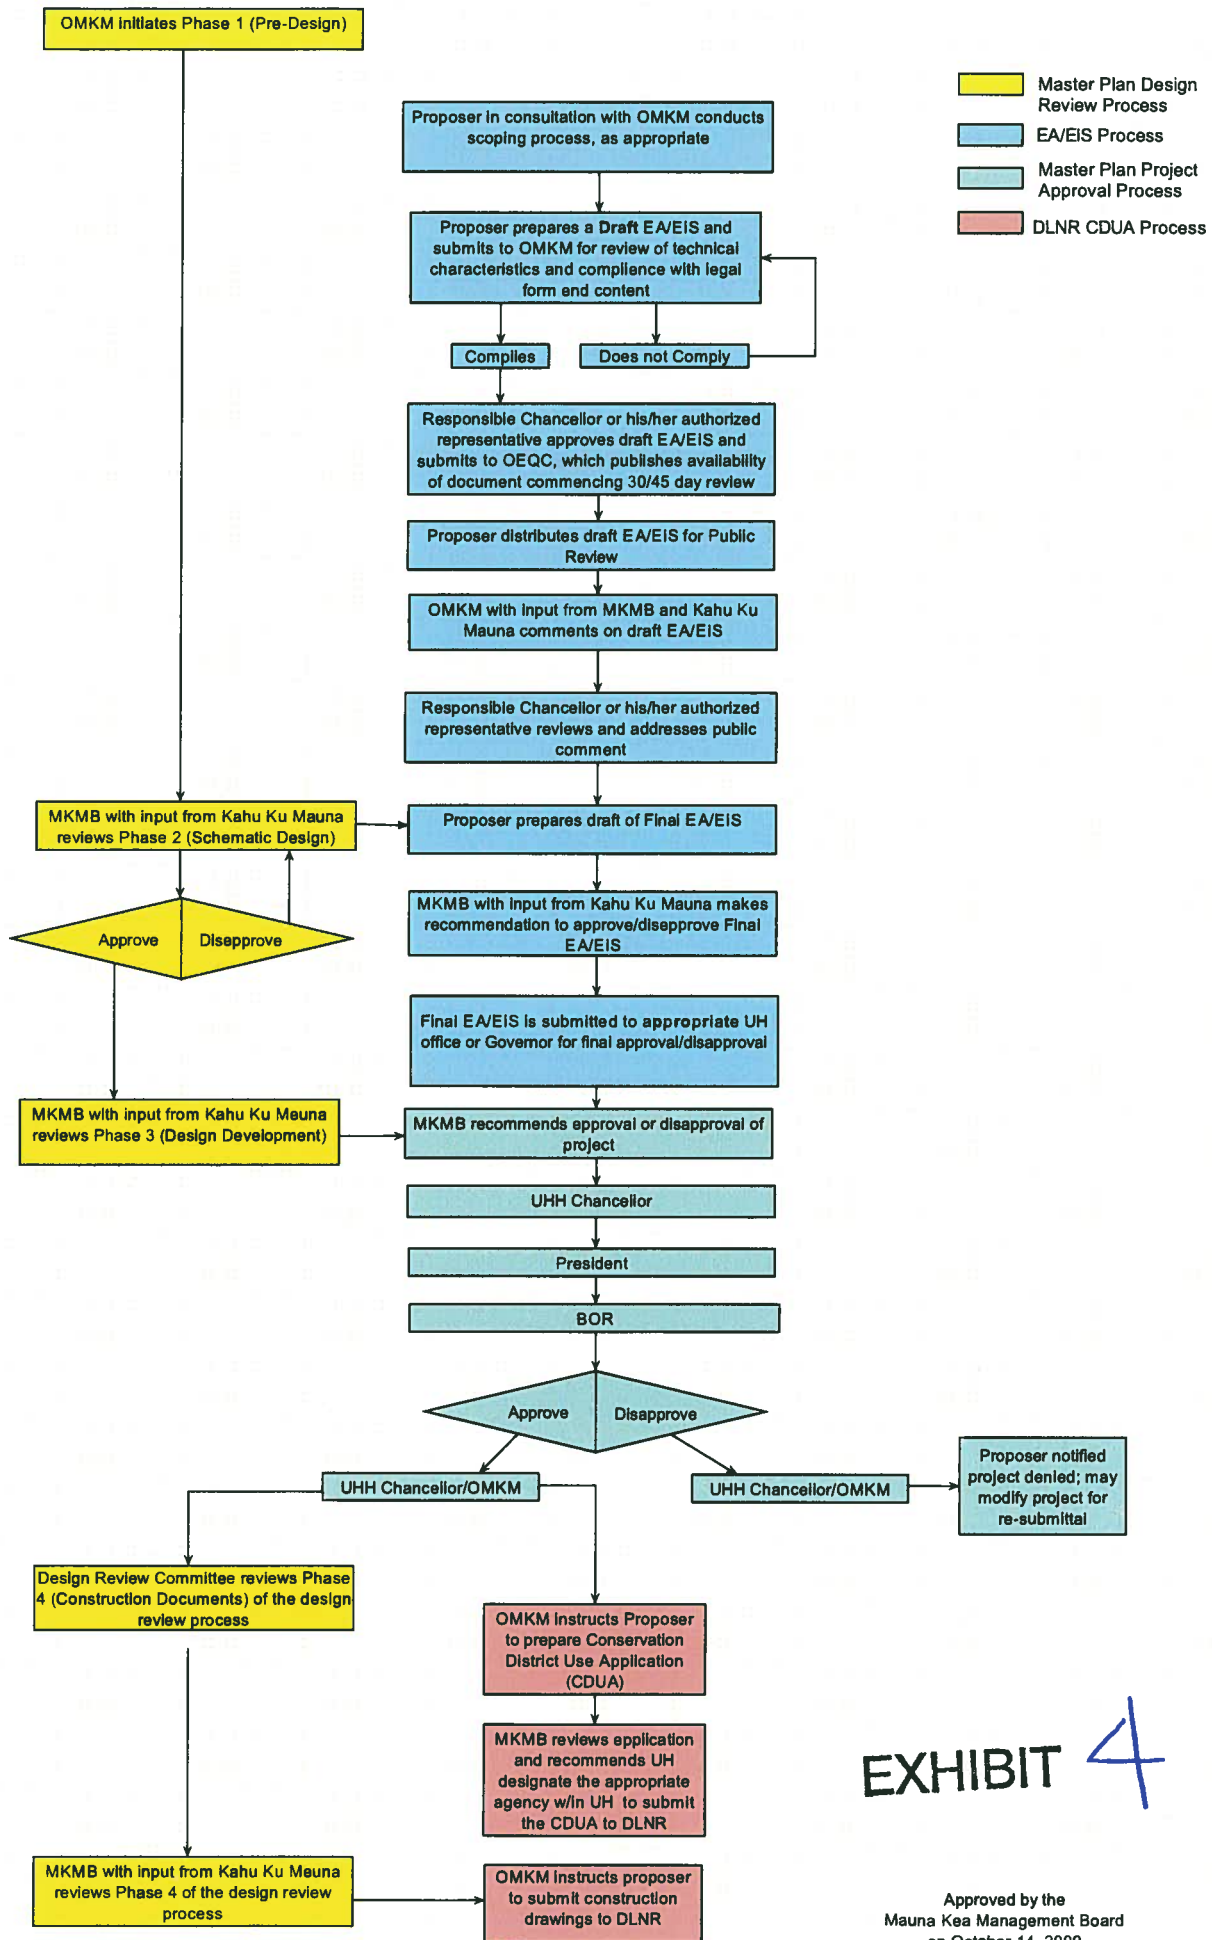 OMKM initiates Phase 1 (Pre-Design)
Master Plan Design
Review Process
EA/EIS Process
Master Plan Project
Approval Process
DLNR CDUA Process
Proposer in consultation with OMKM conducts
scoping process, as appropriate
Proposer prepares a Draft EA/EIS and
submits to OMKM for review of technical
characteristics and complience with legal
form end content
Complies
Does not Comply
Responsible Chancellor or his/her authorized
representative approves draft EA/EIS and
submits to OEQC, which publishes availability
of document commencing 30/45 day review
Proposer distributes draft EA/EIS for Public
Review
OMKM with input from MKMB and Kahu Ku
Mauna comments on draft EA/EIS
Responsible Chancellor or his/her authorized
representative reviews and addresses public
comment
MKMB with input from Kahu Ku Mauna
reviews Phase 2 (Schematic Design)
Proposer prepares draft of Final EA/EIS
Approve
Disepprove
MKMB with input from Kahu Ku Mauna makes
recommendation to approve/disepprove Final
EA/EIS
Final EA/EIS is submitted to appropriate UH
office or Governor for final approval/disapproval
MKMB with input from Kahu Ku Meuna
reviews Phase 3 (Design Development)
MKMB recommends epproval or disapproval of
project
UHH Chancellor
President
BOR
Approve
Disapprove
UHH Chancellor/OMKM
UHH Chancellor/OMKM
Proposer notified
project denied; may
modify project for
re-submittal
Design Review Committee reviews Phase
4 (Construction Documents) of the design
review process
OMKM instructs Proposer
to prepare Conservation
District Use Application
(CDUA)
MKMB reviews epplication
and recommends UH
designate the appropriate
agency w/in UH to submit
the CDUA to DLNR
EXHIBIT 4
MKMB with input from Kahu Ku Meuna
reviews Phase 4 of the design review
process
OMKM instructs proposer
to submit construction
drawings to DLNR
Approved by the
Mauna Kea Management Board
on October 14, 2009